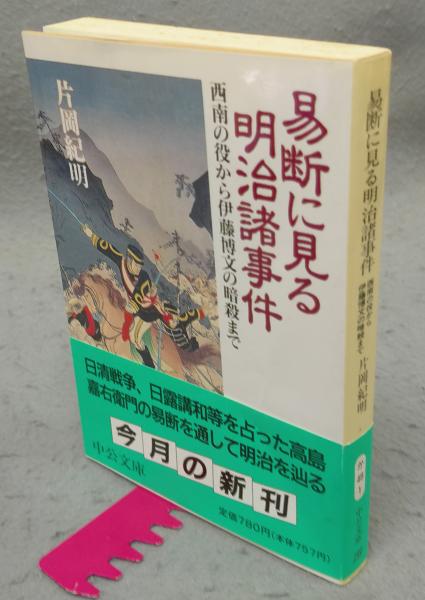 易断に見る
明治諸事件
西南の役から伊藤博文の暗殺まで
片岡紀明
日清戦争、日露講和等を占った高島
嘉右衛門の易断を通して明治を辿る
今月の新刊
中公文庫
定価780円(本体757円)
易断に見る明治諸事件
西南の役から
伊藤博文の暗殺まで
片岡紀明
中公文庫